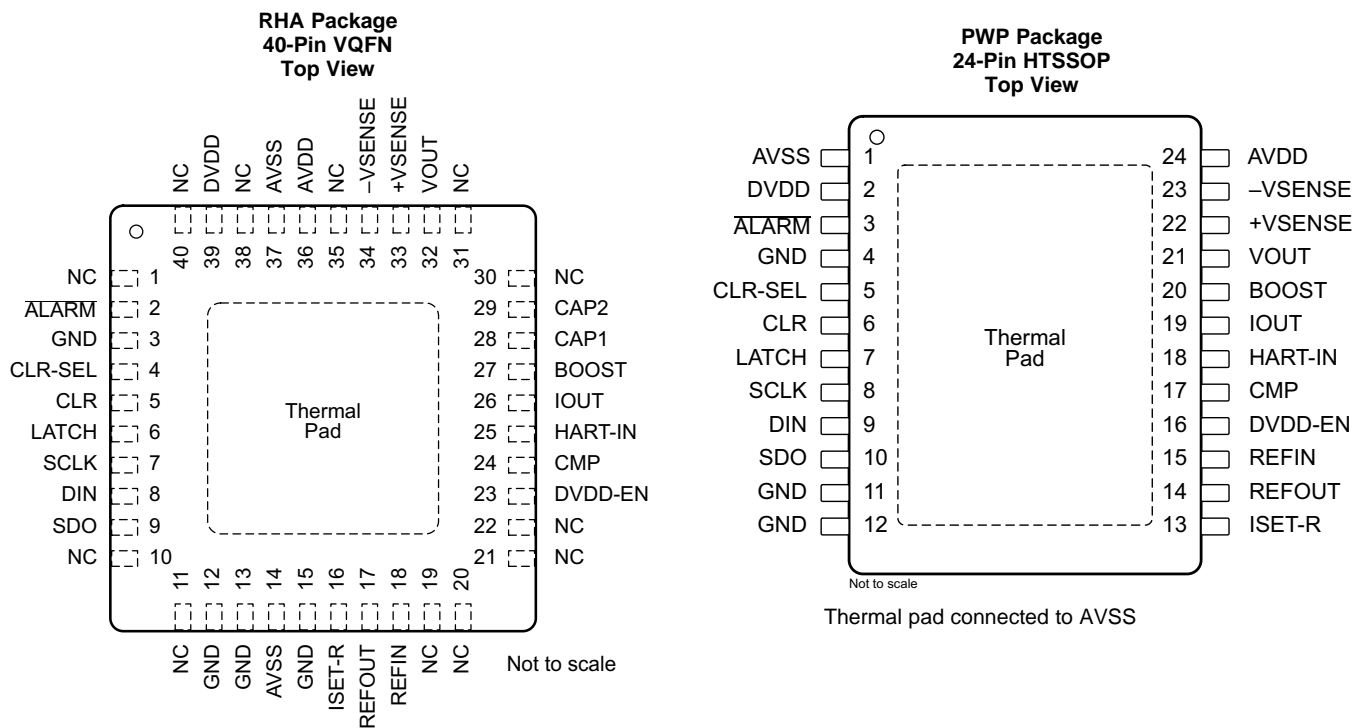 RHA Package
40-Pin VQFN
Top View
NC
DVDD
NC
AVSS
AVDD
NC
–VSENSE
+VSENSE
VOUT
NC
40
39
38
37
36
35
34
33
32
31
NC 1
ALARM 2
GND 3
CLR-SEL 4
CLR 5
LATCH 6
SCLK 7
DIN 8
SDO 9
NC 10
Thermal
Pad
30 NC
29 CAP2
28 CAP1
27 BOOST
26 IOUT
25 HART-IN
24 CMP
23 DVDD-EN
22 NC
21 NC
11
12
13
14
15
16
17
18
19
20
NC
GND
GND
AVSS
GND
ISET-R
REFOUT
REFIN
NC
NC
Not to scale
PWP Package
24-Pin HTSSOP
Top View
AVSS 1
DVDD 2
ALARM 3
GND 4
CLR-SEL 5
CLR 6
LATCH 7
SCLK 8
DIN 9
SDO 10
GND 11
GND 12
Thermal
Pad
24 AVDD
23 –VSENSE
22 +VSENSE
21 VOUT
20 BOOST
19 IOUT
18 HART-IN
17 CMP
16 DVDD-EN
15 REFIN
14 REFOUT
13 ISET-R
Not to scale
Thermal pad connected to AVSS